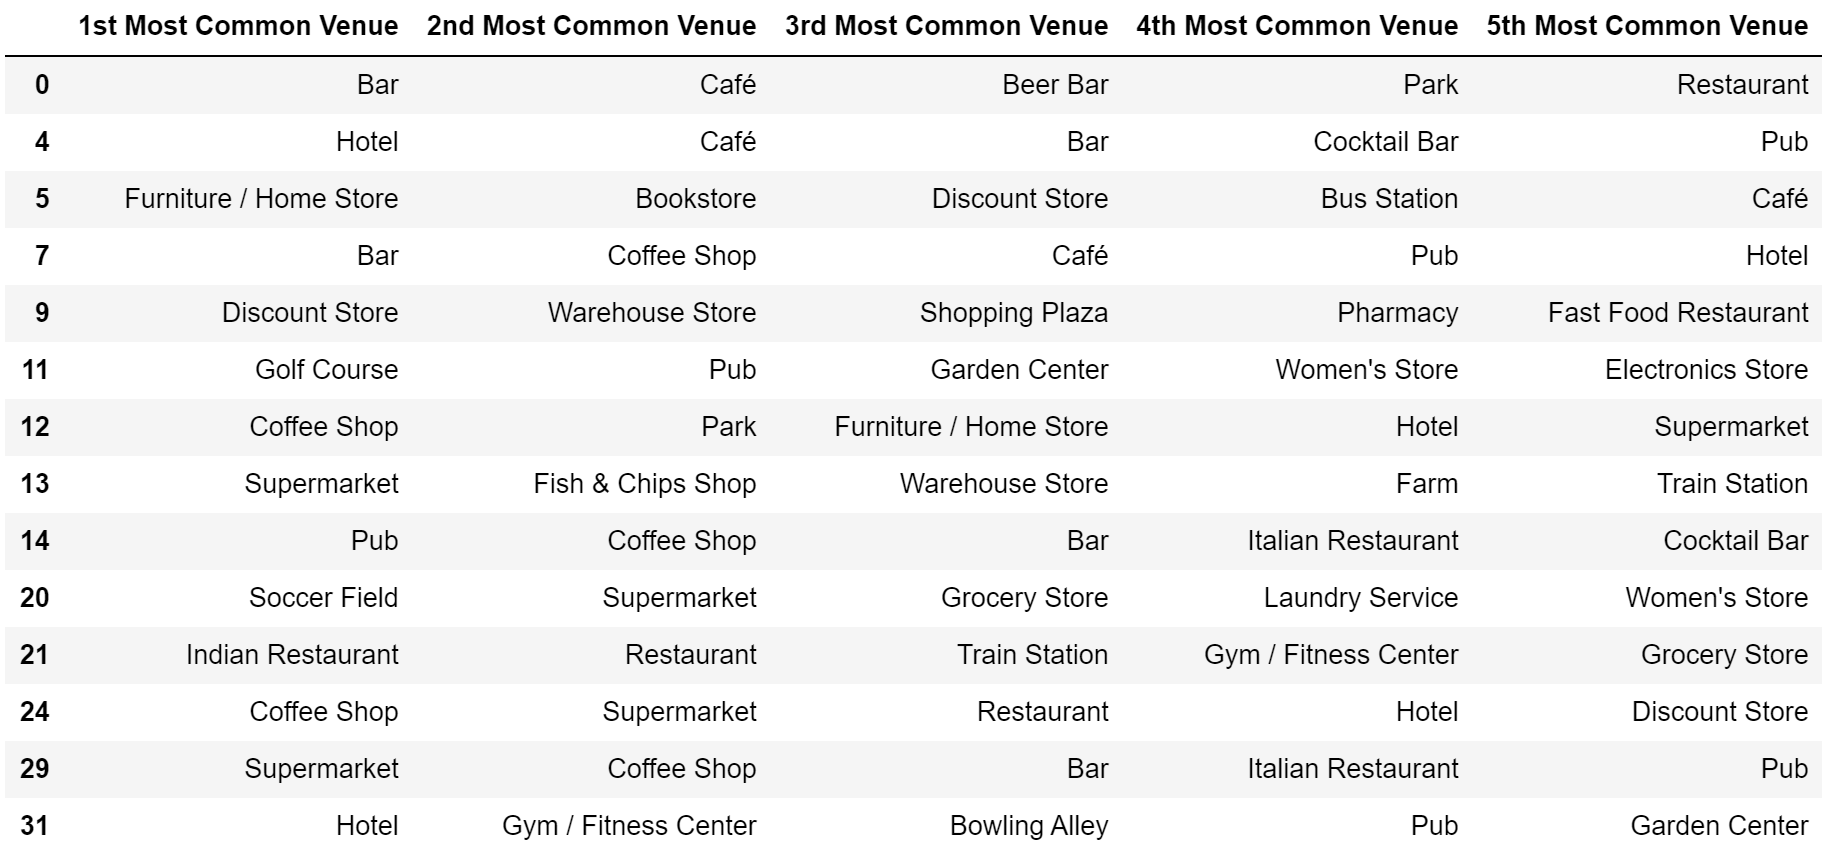 1st Most Common Venue 2nd Most Common Venue 3rd Most Common Venue 4th Most Common Venue 5th Most Common Venue
0 Bar Café Beer Bar Park Restaurant
4 Hotel Café Bar Cocktail Bar Pub
5 Furniture / Home Store Bookstore Discount Store Bus Station Café
7 Bar Coffee Shop Café Pub Hotel
9 Discount Store Warehouse Store Shopping Plaza Pharmacy Fast Food Restaurant
11 Golf Course Pub Garden Center Women's Store Electronics Store
12 Coffee Shop Park Furniture / Home Store Hotel Supermarket
13 Supermarket Fish & Chips Shop Warehouse Store Farm Train Station
14 Pub Coffee Shop Bar Italian Restaurant Cocktail Bar
20 Soccer Field Supermarket Grocery Store Laundry Service Women's Store
21 Indian Restaurant Restaurant Train Station Gym / Fitness Center Grocery Store
24 Coffee Shop Supermarket Restaurant Hotel Discount Store
29 Supermarket Coffee Shop Bar Italian Restaurant Pub
31 Hotel Gym / Fitness Center Bowling Alley Pub Garden Center